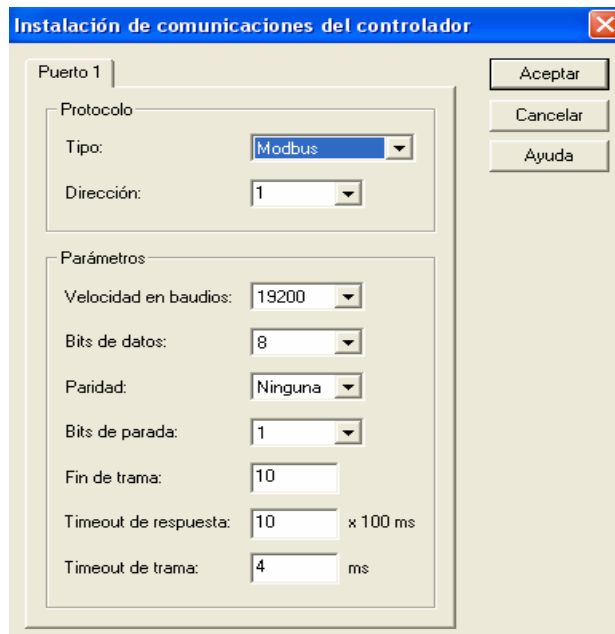 Instalación de comunicaciones del controlador
Puerto 1
Aceptar
Cancelar
Ayuda
Protocolo
Tipo: Modbus
Dirección: 1
Parámetros
Velocidad en baudios: 19200
Bits de datos: 8
Paridad: Ninguna
Bits de parada: 1
Fin de trama: 10
Timeout de respuesta: 10 x 100 ms
Timeout de trama: 4 ms